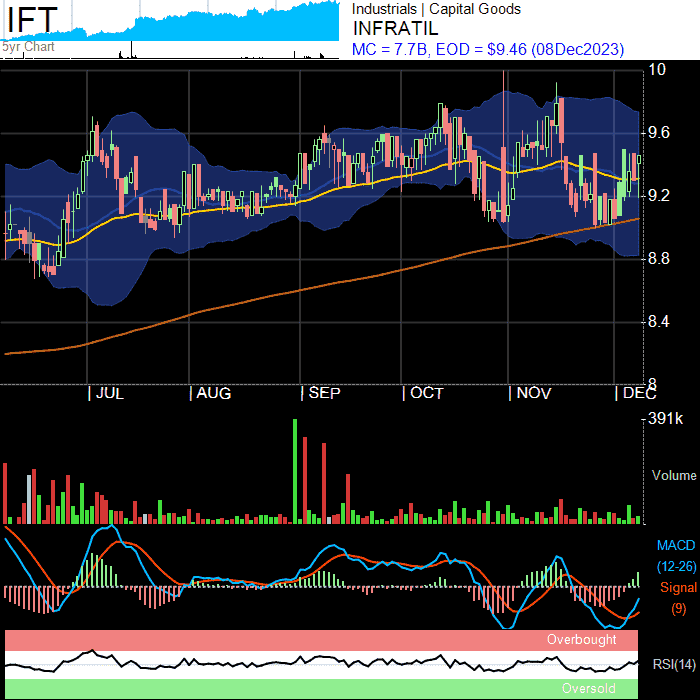 IFT
5yr Chart
Industrials | Capital Goods
INFRATIL
MC = 7.7B, EOD = $9.46 (08Dec2023)
10
9.6
9.2
8.8
8.4
8
| JUL | AUG | SEP | OCT | NOV | DEC
391k
Volume
MACD
(12-26)
Signal
(9)
Overbought
RSI(14)
Oversold